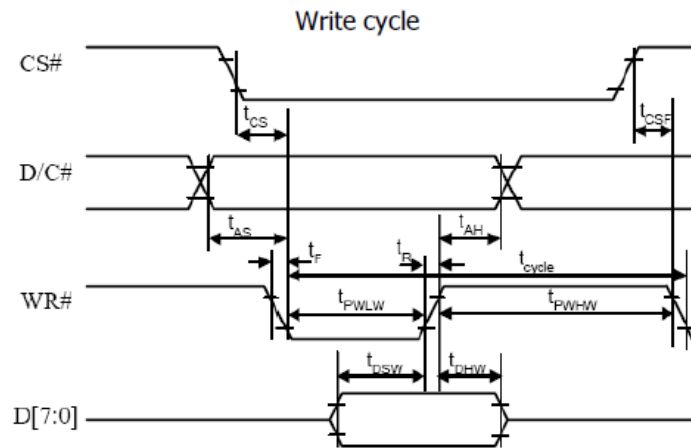 Write cycle
CS#
tCS
tCSF
D/C#
tAS
tAH
tF
tR
tcycle
WR#
tPWLW
tPWHW
tDSW
tDHW
D[7:0]